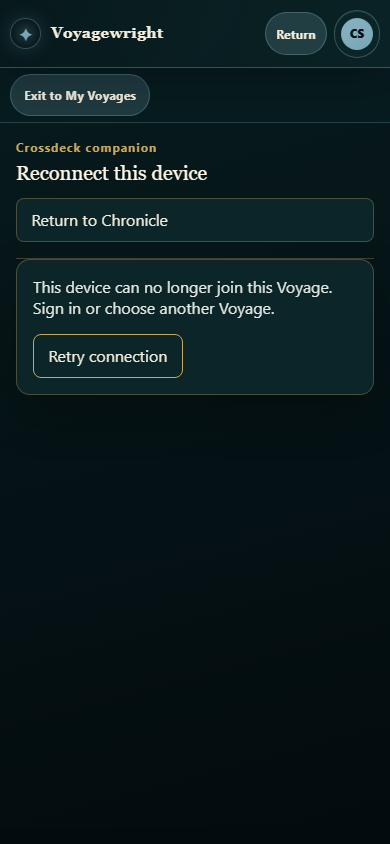 Voyagewright
Return
CS
Exit to My Voyages
Crossdeck companion
Reconnect this device
Return to Chronicle
This device can no longer join this Voyage.
Sign in or choose another Voyage.
Retry connection